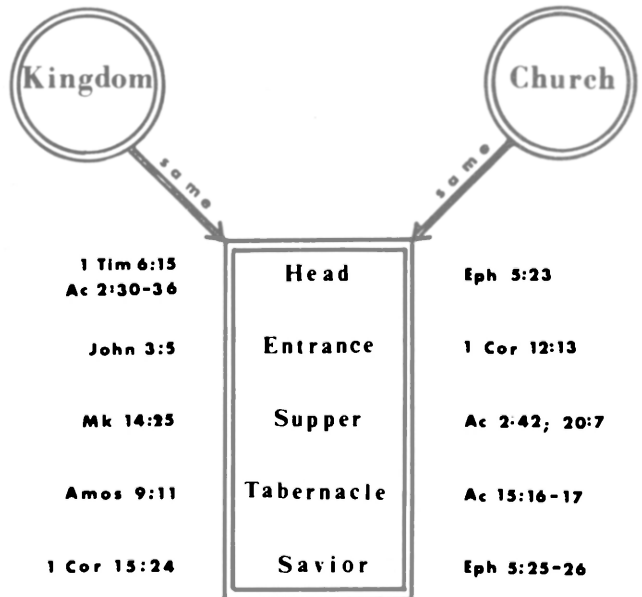 Kingdom
Church
same
same
1 Tim 6:15
Ac 2:30-36
Head
Eph 5:23
John 3:5
Entrance
1 Cor 12:13
Mk 14:25
Supper
Ac 2:42; 20:7
Amos 9:11
Tabernacle
Ac 15:16-17
1 Cor 15:24
Savior
Eph 5:25-26